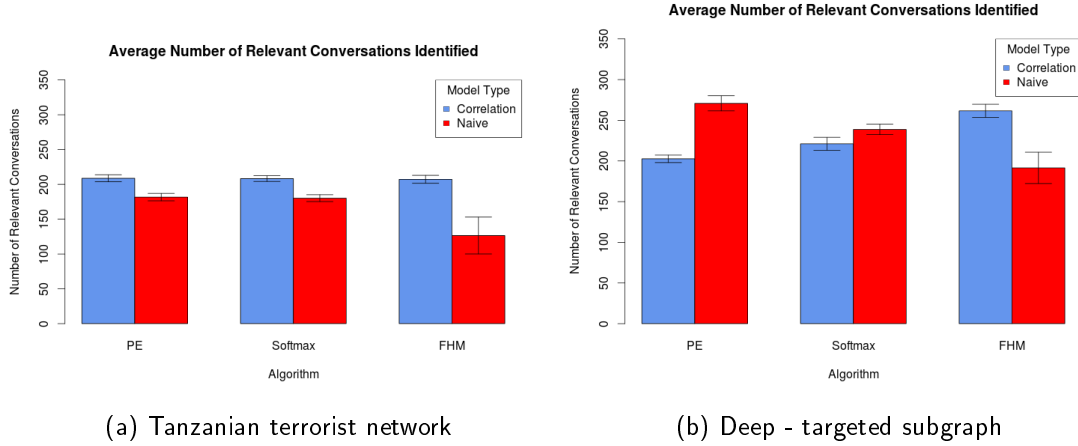 Average Number of Relevant Conversations Identified
Number of Relevant Conversations
350
300
250
200
150
100
50
0
Model Type
Correlation
Naive
PE Softmax FHM
Algorithm
(a) Tanzanian terrorist network
Average Number of Relevant Conversations Identified
Number of Relevant Conversations
350
300
250
200
150
100
50
0
Model Type
Correlation
Naive
PE Softmax FHM
Algorithm
(b) Deep - targeted subgraph